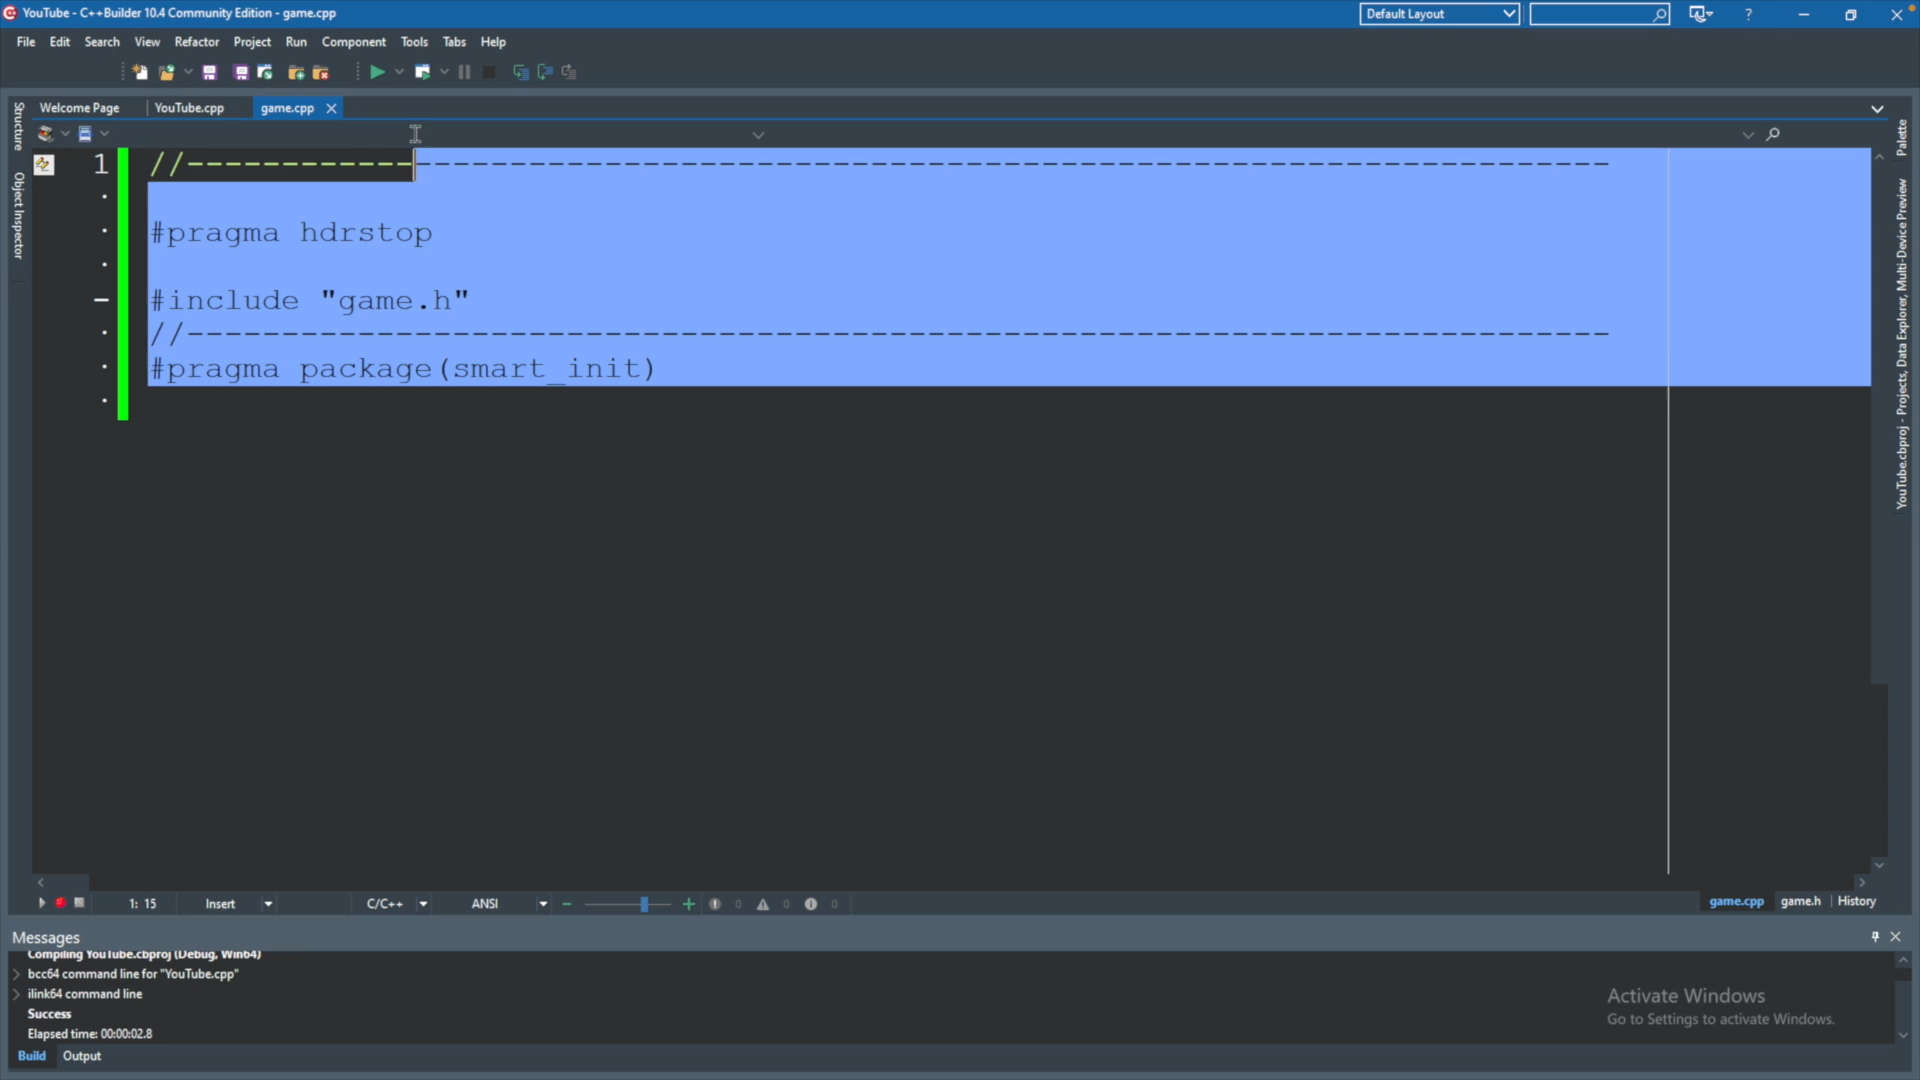 YouTube - C++Builder 10.4 Community Edition - game.cpp
Default Layout
?
File Edit Search View Refactor Project Run Component Tools Tabs Help
Welcome Page YouTube.cpp game.cpp
Structure
Object Inspector
Palette
YouTube.cbproj - Projects, Data Explorer, Multi-Device Preview
1 //---------------------------------------------------------------------------
#pragma hdrstop
#include "game.h"
//---------------------------------------------------------------------------
#pragma package(smart_init)
1: 15 Insert C/C++ ANSI 0 0 0
game.cpp game.h History
Messages
Compiling YouTube.cbproj (Debug, Win64)
bcc64 command line for "YouTube.cpp"
ilink64 command line
Success
Elapsed time: 00:00:02.8
Build Output
Activate Windows
Go to Settings to activate Windows.